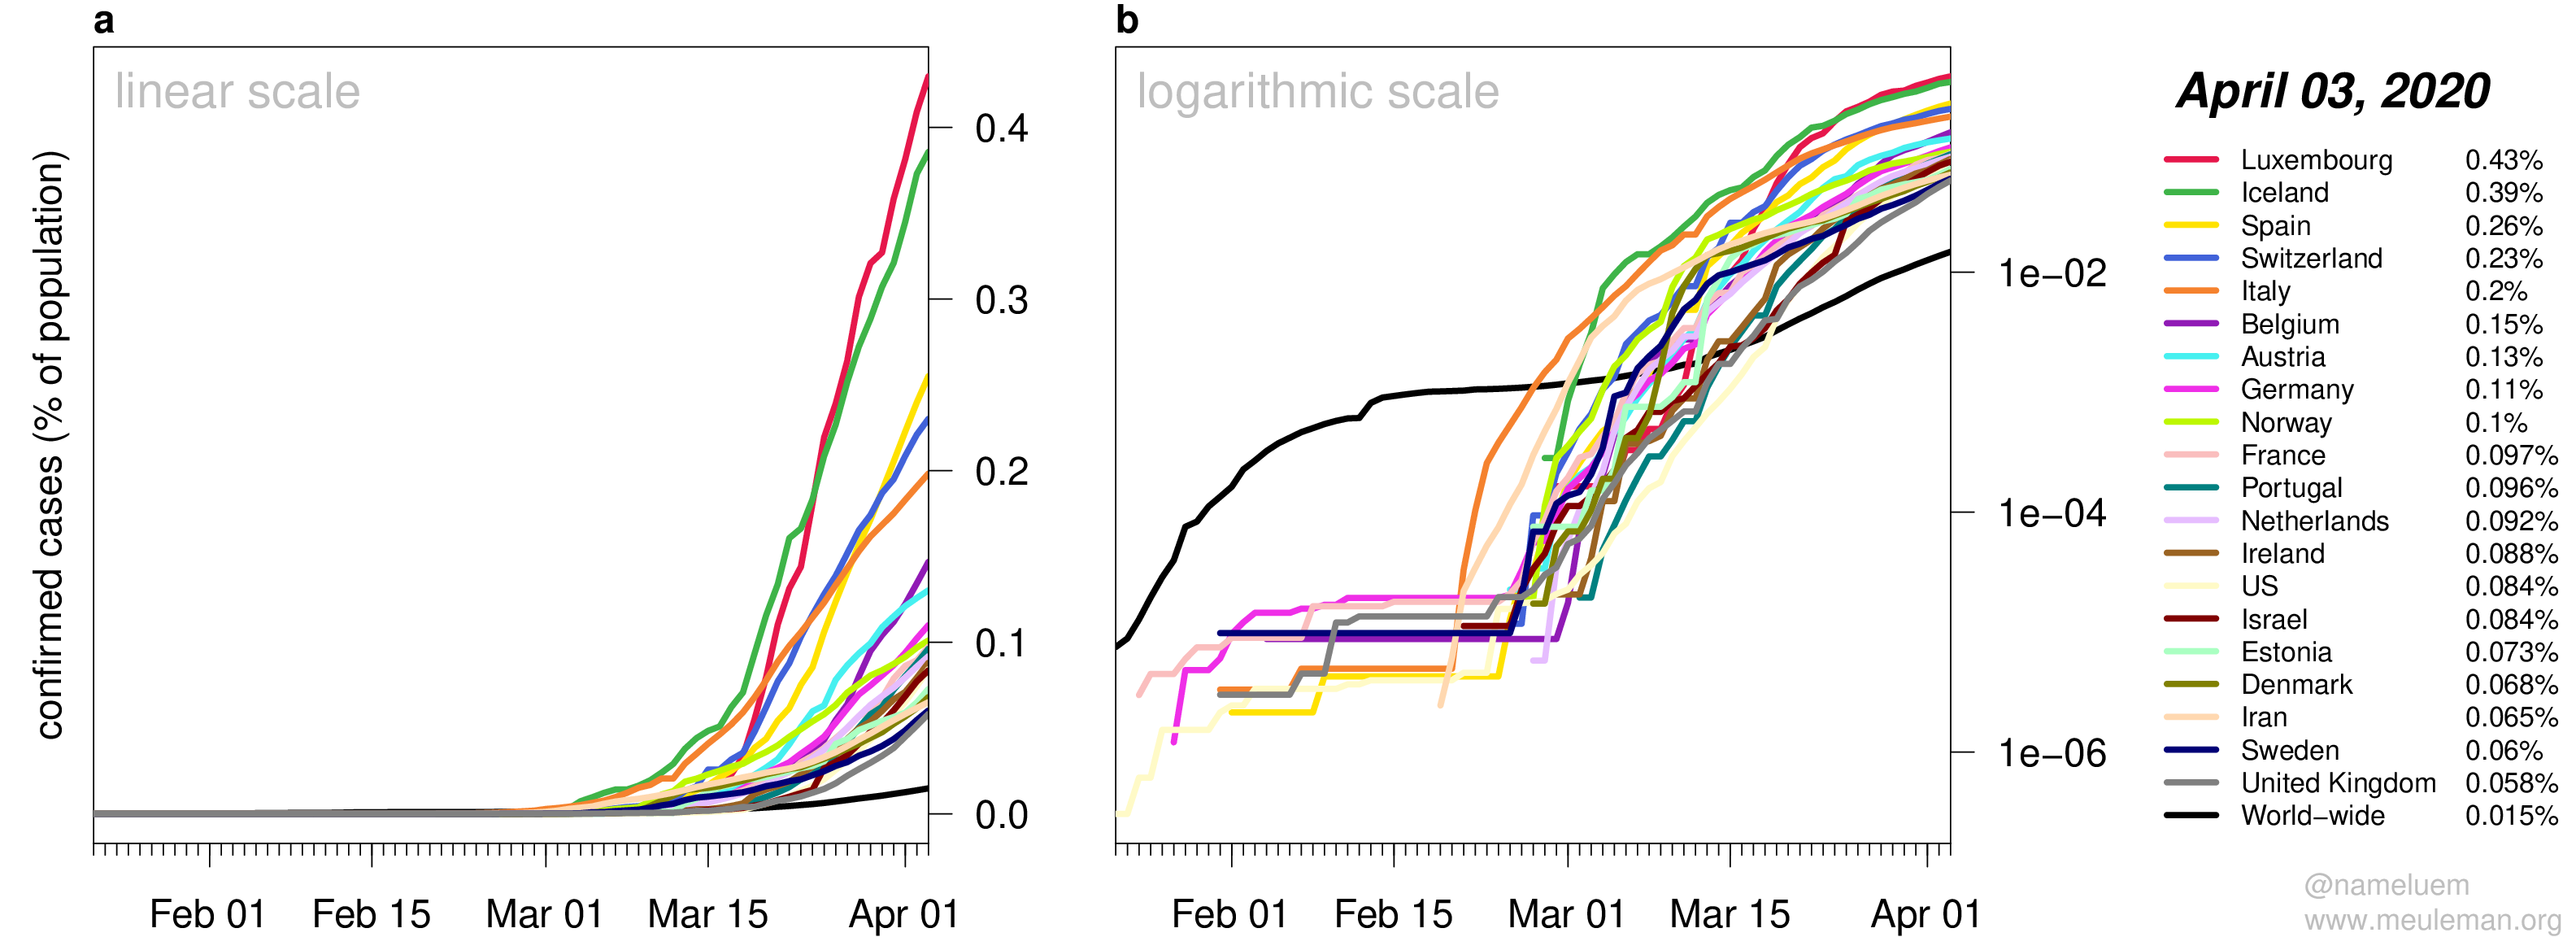 a
linear scale
confirmed cases (% of population)
0.4
0.3
0.2
0.1
0.0
Feb 01 Feb 15 Mar 01 Mar 15 Apr 01
b
logarithmic scale
1e−02
1e−04
1e−06
Feb 01 Feb 15 Mar 01 Mar 15 Apr 01
April 03, 2020
Luxembourg 0.43%
Iceland 0.39%
Spain 0.26%
Switzerland 0.23%
Italy 0.2%
Belgium 0.15%
Austria 0.13%
Germany 0.11%
Norway 0.1%
France 0.097%
Portugal 0.096%
Netherlands 0.092%
Ireland 0.088%
US 0.084%
Israel 0.084%
Estonia 0.073%
Denmark 0.068%
Iran 0.065%
Sweden 0.06%
United Kingdom 0.058%
World−wide 0.015%
@nameluem
www.meuleman.org